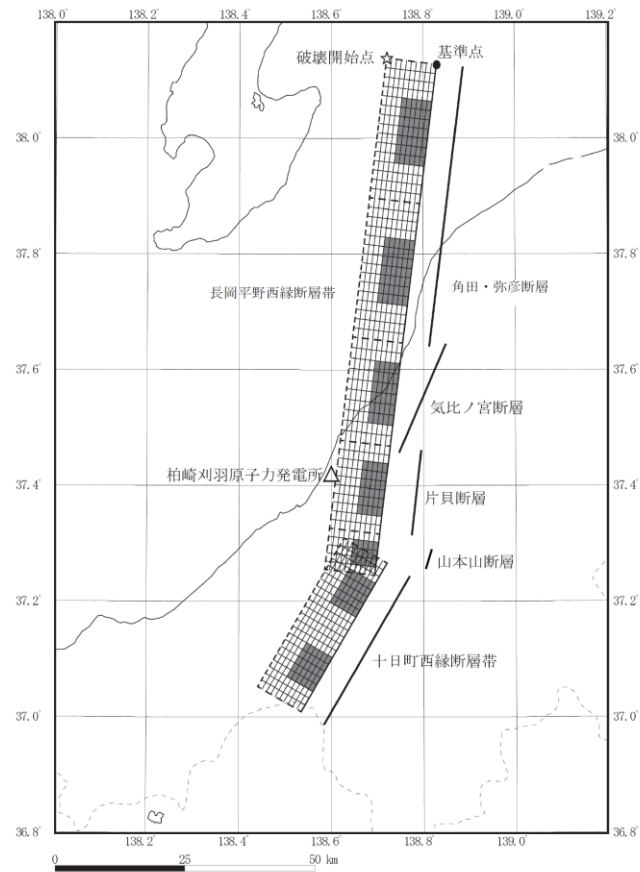 138.0° 138.2° 138.4° 138.6° 138.8° 139.0° 139.2°
破壊開始点
基準点
38.0° 38.0°
37.8° 37.8°
長岡平野西縁断層帯
角田・弥彦断層
37.6° 37.6°
気比ノ宮断層
柏崎刈羽原子力発電所
37.4° 37.4°
片貝断層
山本山断層
37.2° 37.2°
十日町西縁断層帯
37.0° 37.0°
36.8° 36.8°
138.2° 138.4° 138.6° 138.8° 139.0°
0 25 50 km